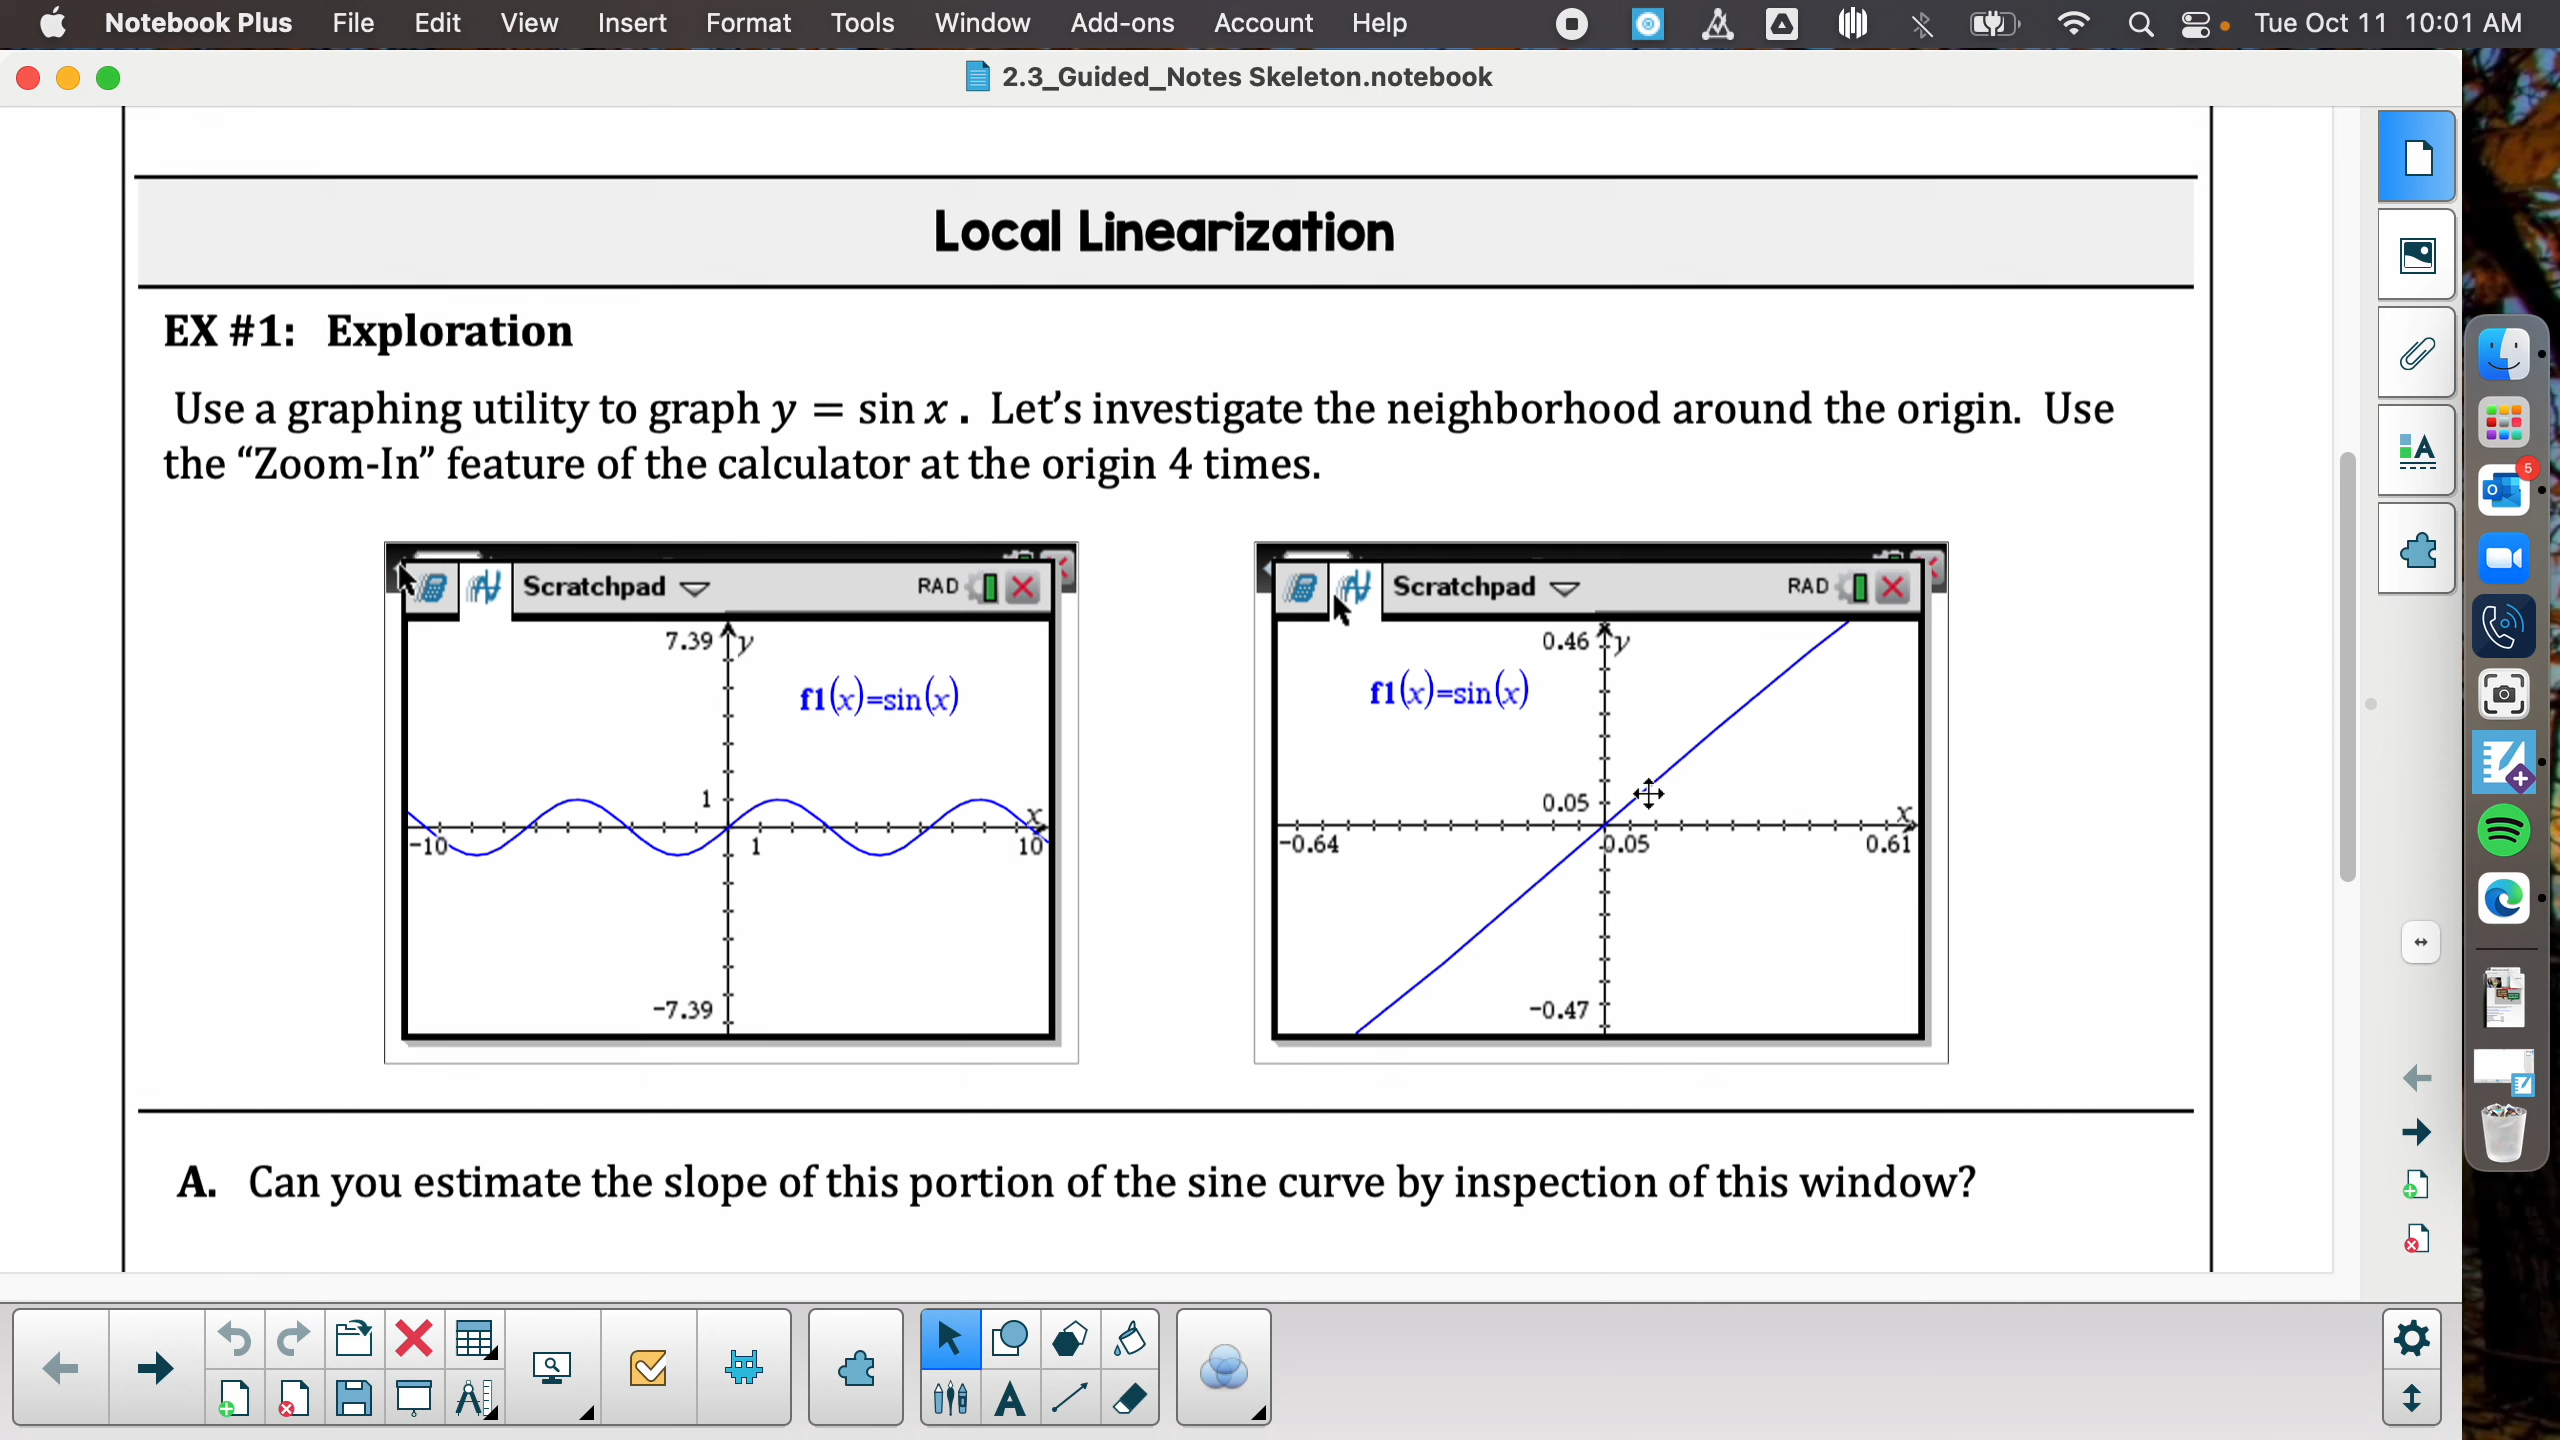 Notebook Plus File Edit View Insert Format Tools Window Add-ons Account Help Tue Oct 11 10:01 AM
2.3_Guided_Notes Skeleton.notebook
Local Linearization
EX #1: Exploration
Use a graphing utility to graph y = sin x . Let’s investigate the neighborhood around the origin. Use
the “Zoom-In” feature of the calculator at the origin 4 times.
Scratchpad RAD
7.39 y
f1(x)=sin(x)
1
x
-10 1 10
-7.39
Scratchpad RAD
0.46 y
f1(x)=sin(x)
0.05
x
-0.64 0.05 0.61
-0.47
A. Can you estimate the slope of this portion of the sine curve by inspection of this window?
A
5
A